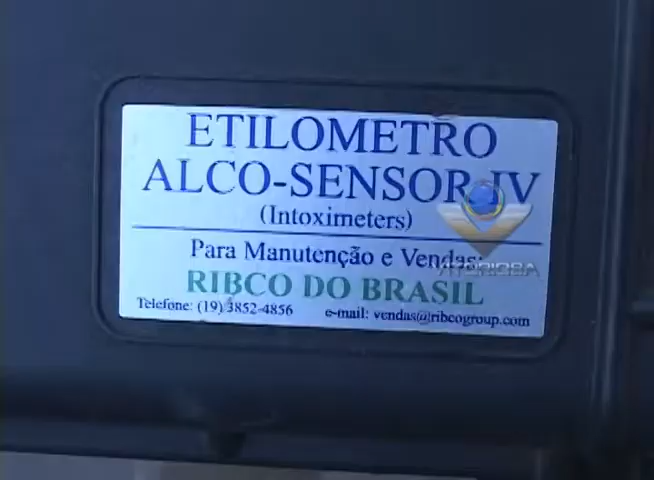 ETILOMETRO
ALCO-SENSOR IV
(Intoximeters)
Para Manutenção e Vendas:
RIBCO DO BRASIL
Telefone: (19) 3852-4856 e-mail: vendas@ribcogroup.com